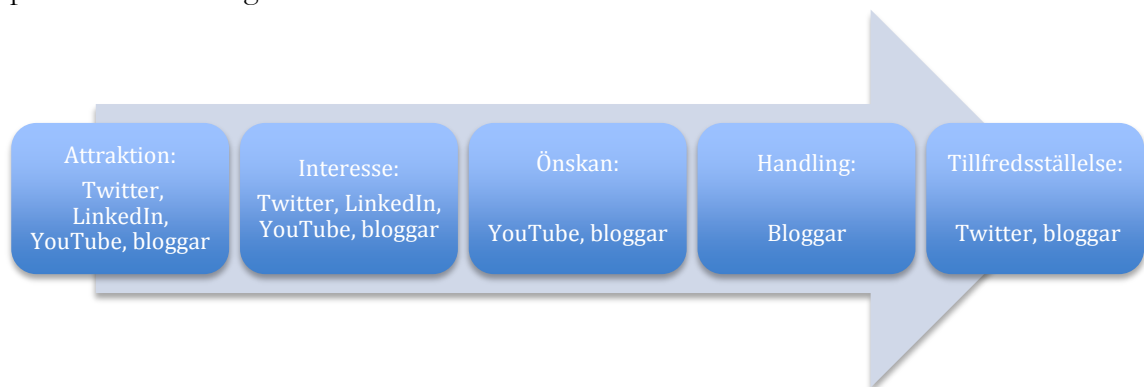 Attraktion:
Twitter,
LinkedIn,
YouTube, bloggar
Interesse:
Twitter, LinkedIn,
YouTube, bloggar
Önskan:
YouTube, bloggar
Handling:
Bloggar
Tillfredsställelse:
Twitter, bloggar